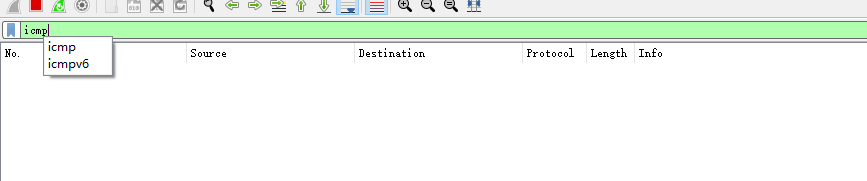 icmp
icmp
icmpv6
No. Source Destination Protocol Length Info